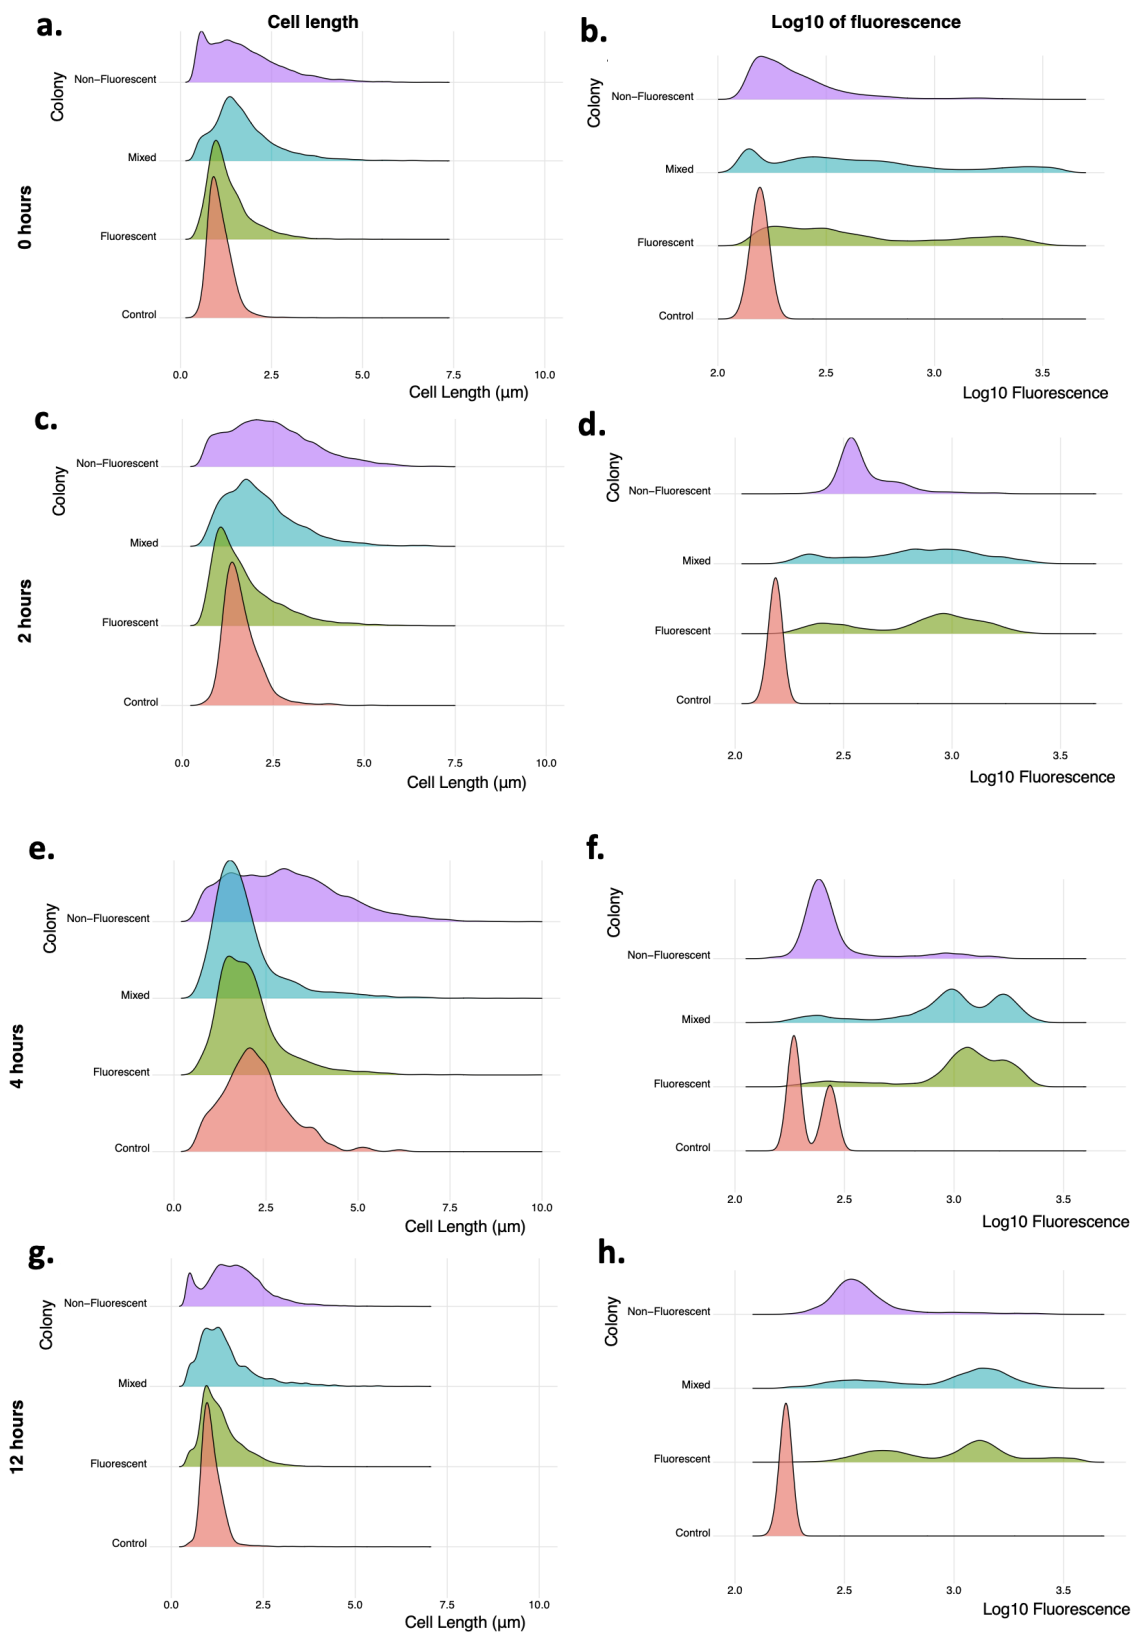 a.
Cell length
Colony
Non−Fluorescent
Mixed
Fluorescent
Control
0.0 2.5 5.0 7.5 10.0
Cell Length (µm)
0 hours
b.
Log10 of fluorescence
Colony
Non−Fluorescent
Mixed
Fluorescent
Control
2.0 2.5 3.0 3.5
Log10 Fluorescence
c.
Colony
Non−Fluorescent
Mixed
Fluorescent
Control
0.0 2.5 5.0 7.5 10.0
Cell Length (µm)
2 hours
d.
Colony
Non−Fluorescent
Mixed
Fluorescent
Control
2.0 2.5 3.0 3.5
Log10 Fluorescence
e.
Colony
Non−Fluorescent
Mixed
Fluorescent
Control
0.0 2.5 5.0 7.5 10.0
Cell Length (µm)
4 hours
f.
Colony
Non−Fluorescent
Mixed
Fluorescent
Control
2.0 2.5 3.0 3.5
Log10 Fluorescence
g.
Colony
Non−Fluorescent
Mixed
Fluorescent
Control
0.0 2.5 5.0 7.5 10.0
Cell Length (µm)
12 hours
h.
Colony
Non−Fluorescent
Mixed
Fluorescent
Control
2.0 2.5 3.0 3.5
Log10 Fluorescence